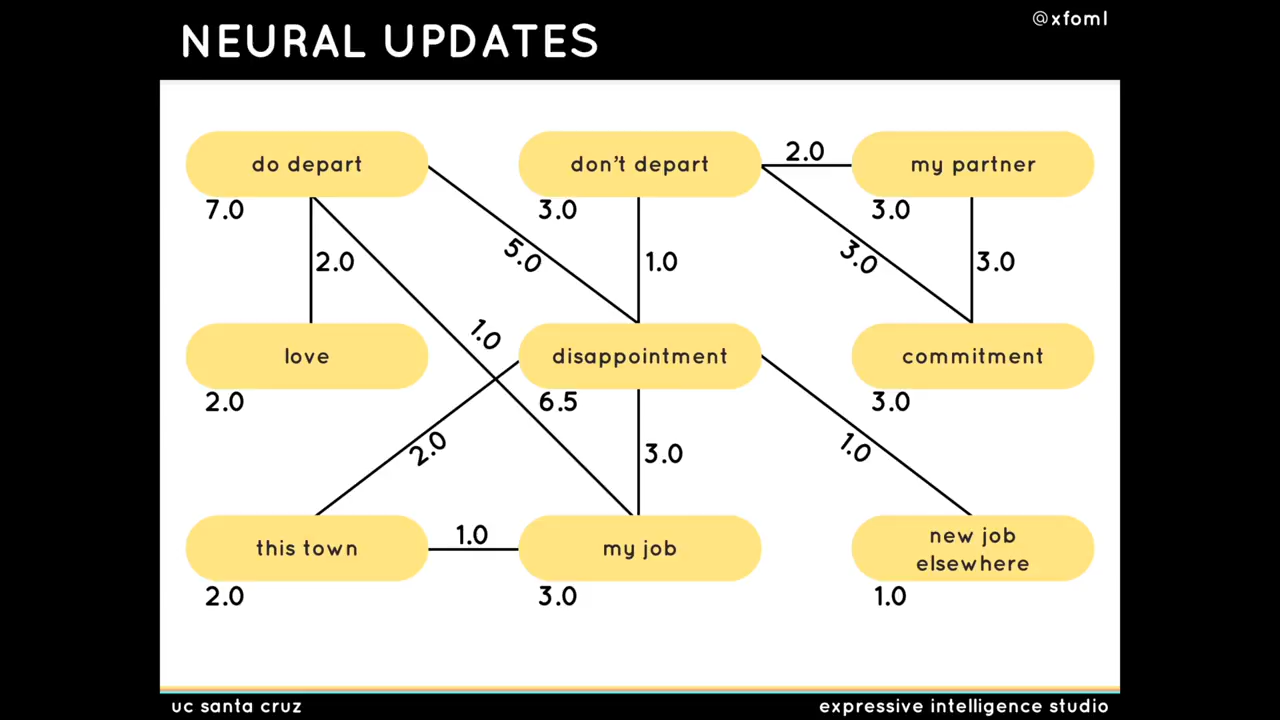 @xfoml
NEURAL UPDATES
do depart
don't depart
2.0
my partner
7.0
3.0
3.0
2.0
5.0
1.0
3.0
3.0
love
1.0
disappointment
commitment
2.0
6.5
3.0
2.0
3.0
1.0
this town
1.0
my job
new job
elsewhere
2.0
3.0
1.0
uc santa cruz
expressive intelligence studio